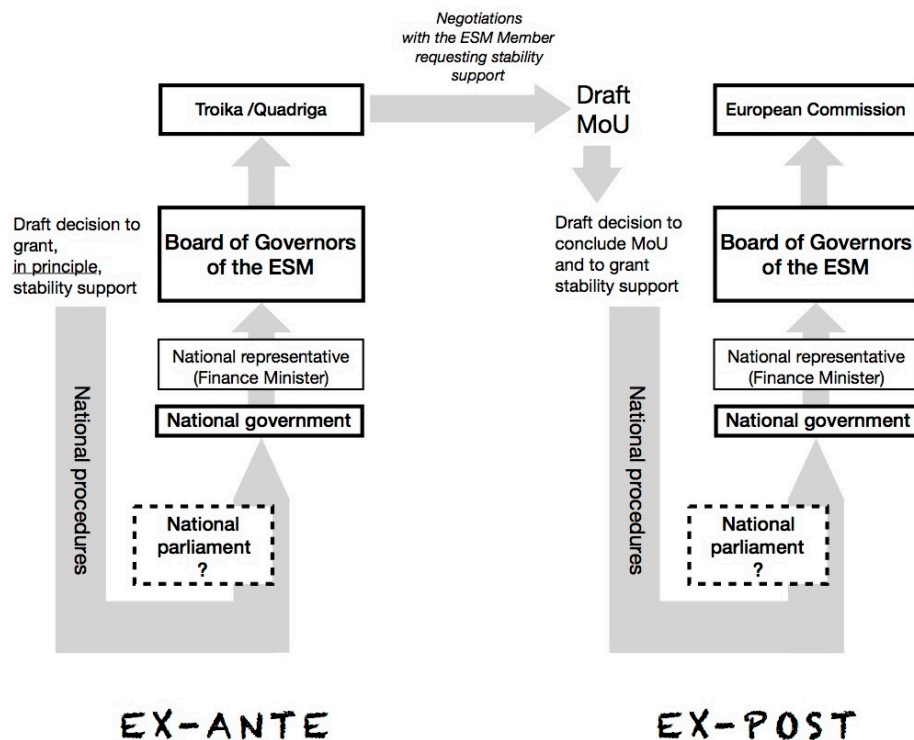 Negotiations
with the ESM Member
requesting stability
support
Troika /Quadriga
Draft
MoU
European Commission
Draft decision to
grant,
in principle,
stability support
Board of Governors
of the ESM
Draft decision to
conclude MoU
and to grant
stability support
Board of Governors
of the ESM
National representative
(Finance Minister)
National representative
(Finance Minister)
National government
National government
National procedures
National procedures
National
parliament
?
National
parliament
?
EX-ANTE
EX-POST